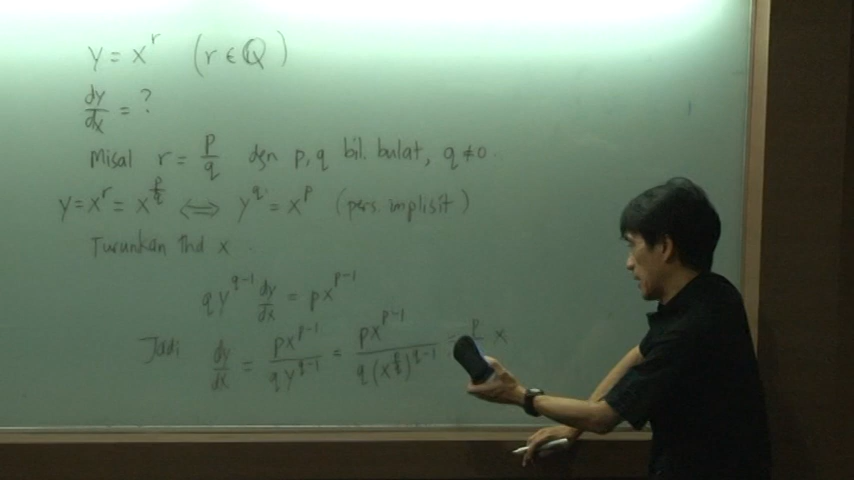 y = x^r (r ∈ ℚ)
dy/dx = ?
Misal r = p/q dgn p, q bil. bulat, q ≠ 0.
y = x^r = x^(p/q) ⟺ y^q = x^p (pers. implisit)
Turunkan thd x
q y^(q-1) dy/dx = p x^(p-1)
Jadi dy/dx = p x^(p-1) / q y^(q-1) = p x^(p-1) / q (x^(p/q))^(q-1) = p x